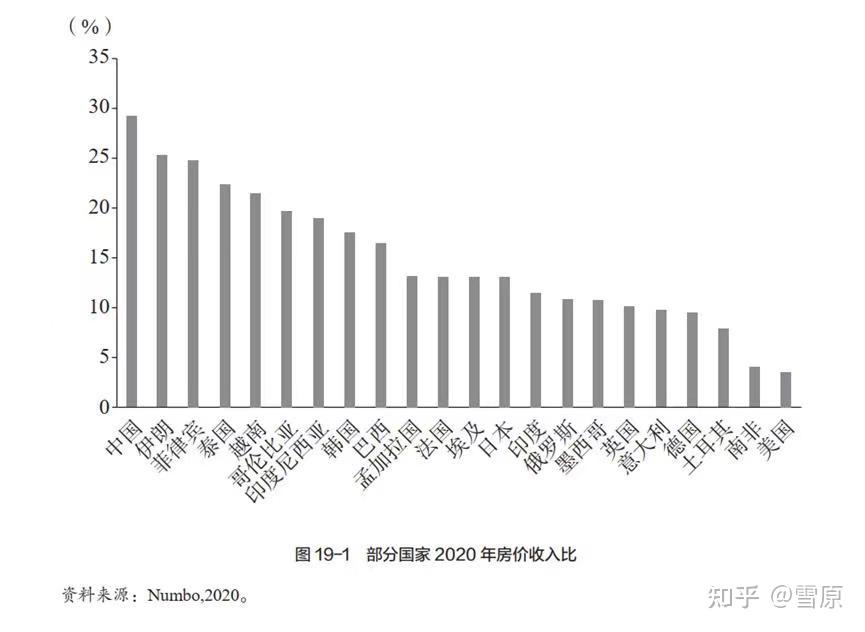 （%）
35
30
25
20
15
10
5
0
中国
伊朗
菲律宾
泰国
越南
哥伦比亚
印度尼西亚
韩国
巴西
孟加拉国
法国
埃及
日本
印度
俄罗斯
墨西哥
英国
意大利
德国
土耳其
南非
美国
图 19-1 部分国家 2020 年房价收入比
资料来源：Numbo,2020。
知乎 @雪原